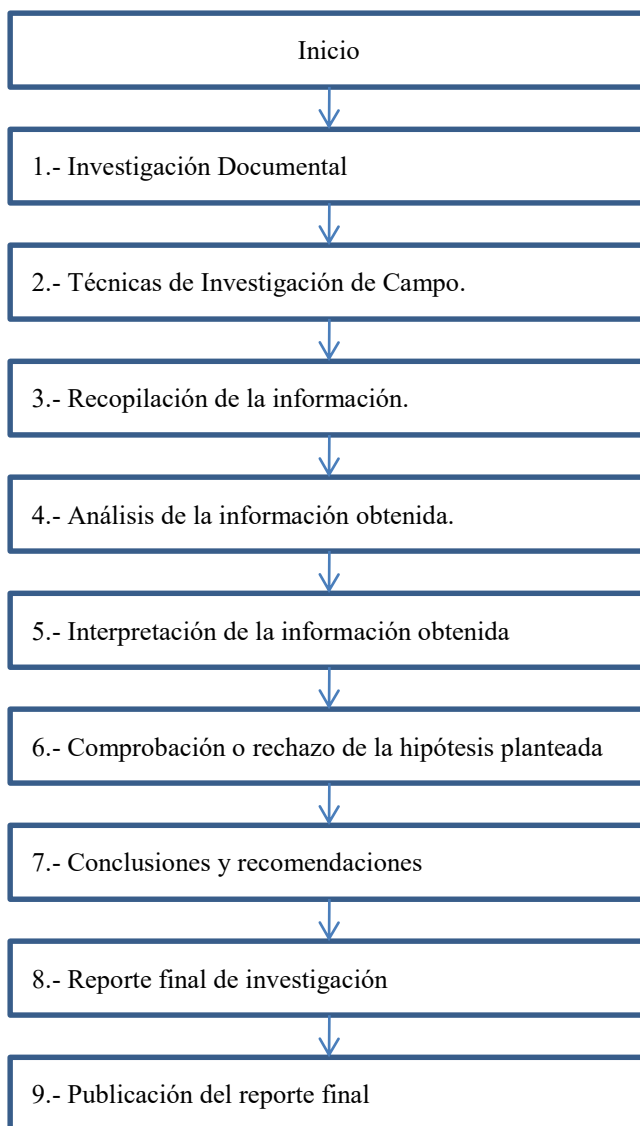 Inicio
1.- Investigación Documental
2.- Técnicas de Investigación de Campo.
3.- Recopilación de la información.
4.- Análisis de la información obtenida.
5.- Interpretación de la información obtenida
6.- Comprobación o rechazo de la hipótesis planteada
7.- Conclusiones y recomendaciones
8.- Reporte final de investigación
9.- Publicación del reporte final